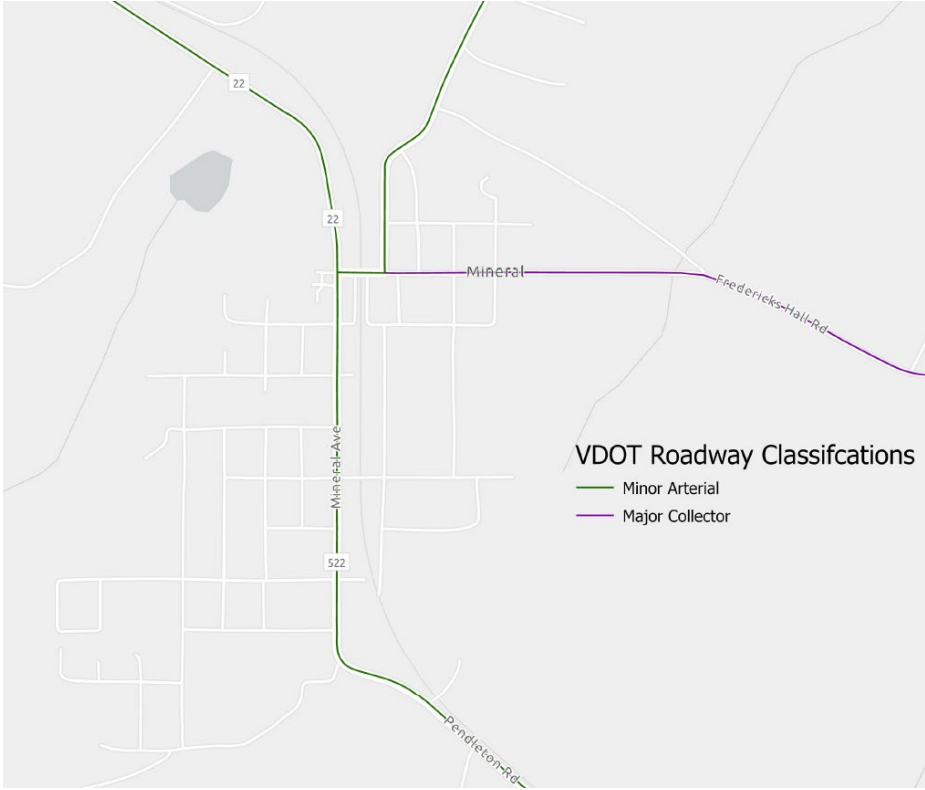 22
22
Mineral
Fredericks-Hall-Rd
Mineral-Ave
VDOT Roadway Classifcations
Minor Arterial
Major Collector
522
Pendleton Rd